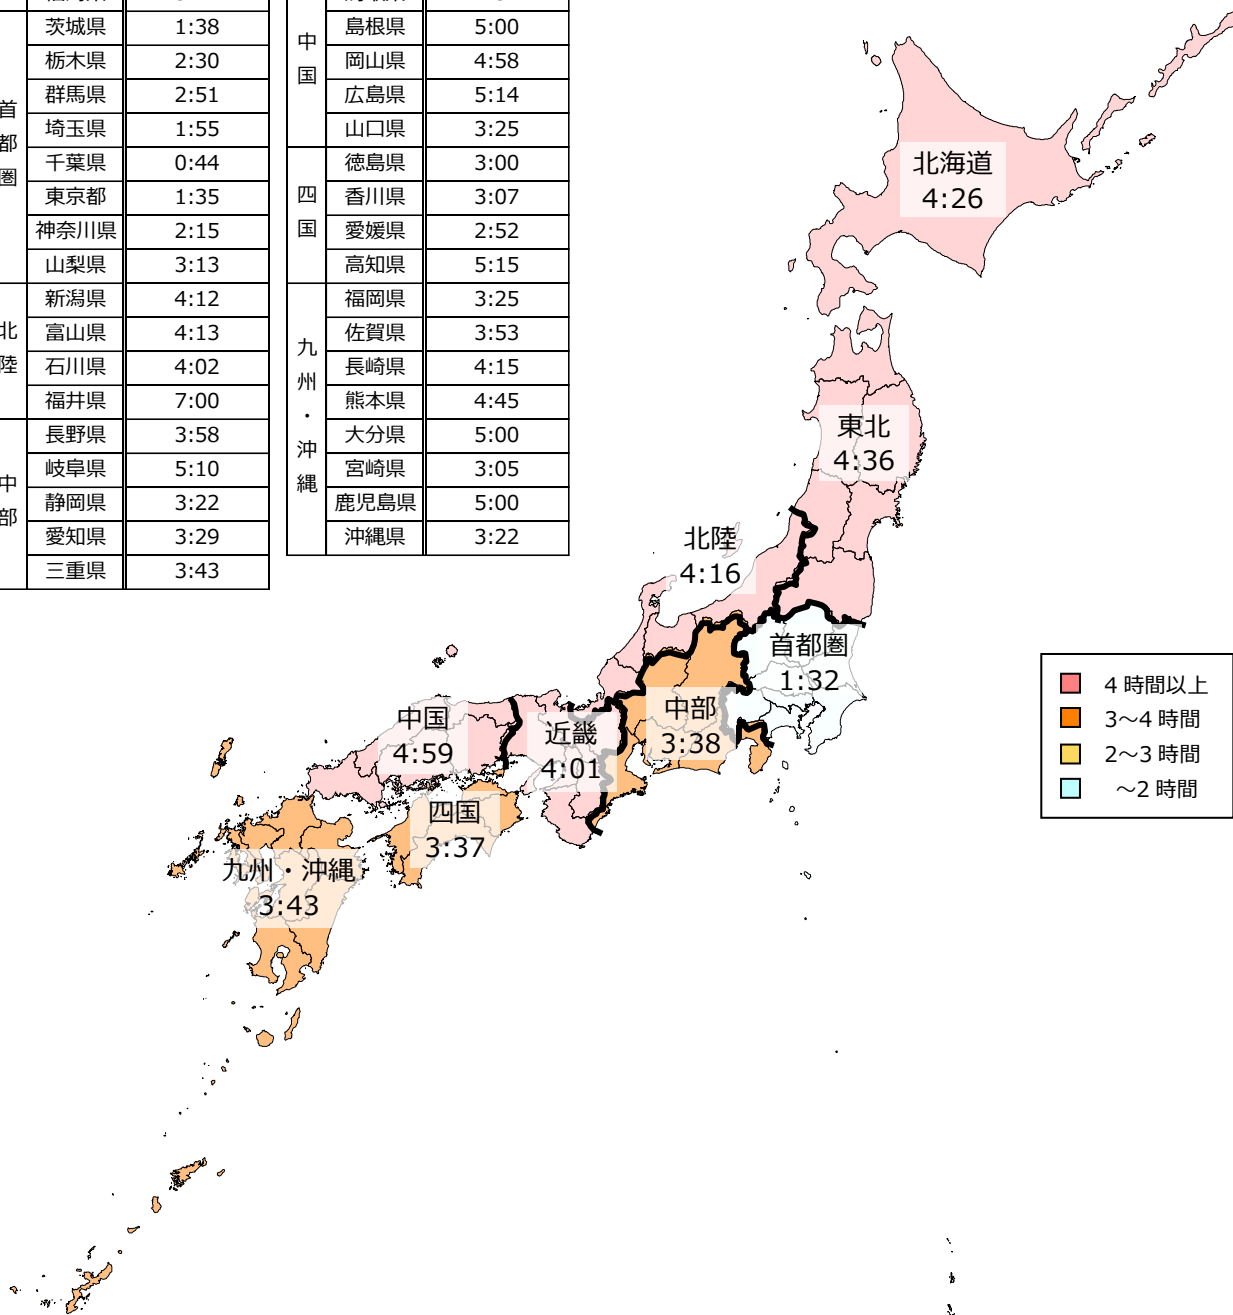 茨城県 1:38
栃木県 2:30
群馬県 2:51
埼玉県 1:55
千葉県 0:44
東京都 1:35
神奈川県 2:15
山梨県 3:13
首都圏
新潟県 4:12
富山県 4:13
石川県 4:02
福井県 7:00
北陸
長野県 3:58
岐阜県 5:10
静岡県 3:22
愛知県 3:29
三重県 3:43
中部
島根県 5:00
岡山県 4:58
広島県 5:14
山口県 3:25
中国
徳島県 3:00
香川県 3:07
愛媛県 2:52
高知県 5:15
四国
福岡県 3:25
佐賀県 3:53
長崎県 4:15
熊本県 4:45
大分県 5:00
宮崎県 3:05
鹿児島県 5:00
沖縄県 3:22
九州・沖縄
北海道
4:26
東北
4:36
北陸
4:16
首都圏
1:32
中部
3:38
近畿
4:01
中国
4:59
四国
3:37
九州・沖縄
3:43
4時間以上
3～4時間
2～3時間
～2時間